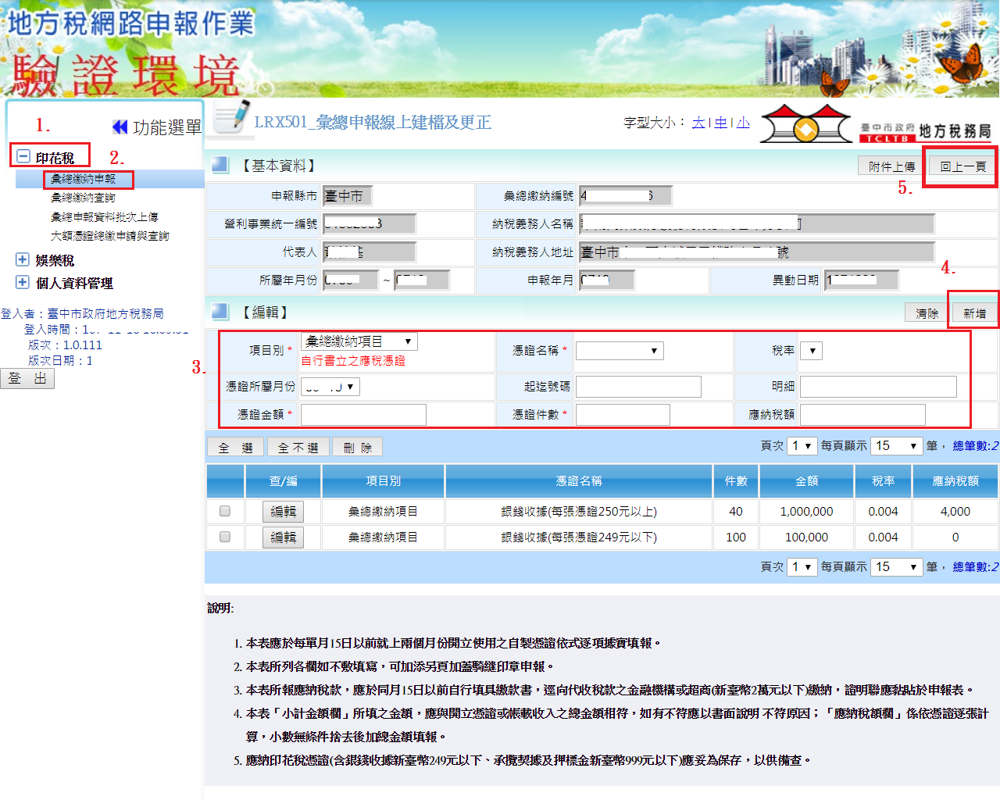 地方稅網路申報作業
驗證環境
1.
功能選單
印花稅
2.
彙總繳納申報
彙總繳納查詢
彙總申報資料批次上傳
大額憑證總繳申請與查詢
娛樂稅
個人資料管理
登入者：臺中市政府地方稅務局
登入時間：
版次：1.0.111
版次日期：1
登 出
LRX501_彙總申報線上建檔及更正
字型大小： 大 | 中 | 小
臺中市政府 地方稅務局
TCLTB
【基本資料】
附件上傳 回上一頁
5.
申報縣市 臺中市 彙總繳納編號 4 6
營利事業統一編號 納稅義務人名稱
代表人 納稅義務人地址 臺中市 號
所屬年月份 ~ 申報年月 異動日期
4.
【編輯】
清除 新增
3.
項目別 * 彙總繳納項目 憑證名稱 * 稅率
自行書立之應稅憑證
憑證所屬月份 起迄號碼 明細
憑證金額 * 憑證件數 * 應納稅額
全 選 全 不 選 刪 除 頁次 1 每頁顯示 15 筆， 總筆數:2
查/編 項目別 憑證名稱 件數 金額 稅率 應納稅額
編輯 彙總繳納項目 銀錢收據(每張憑證250元以上) 40 1,000,000 0.004 4,000
編輯 彙總繳納項目 銀錢收據(每張憑證249元以下) 100 100,000 0.004 0
頁次 1 每頁顯示 15 筆， 總筆數:2
說明:
1. 本表應於每單月15日以前就上兩個月份開立使用之自製憑證依式逐項據實填報。
2. 本表所列各欄如不敷填寫，可加添另頁加蓋騎縫印章申報。
3. 本表所報應納稅款，應於同月15日以前自行填具繳款書，逕向代收稅款之金融機構或超商(新臺幣2萬元以下)繳納，證明聯應黏貼於申報表。
4. 本表「小計金額欄」所填之金額，應與開立憑證或帳載收入之總金額相符，如有不符應以書面說明 不符原因；「應納稅額欄」係依憑證逐張計
算，小數無條件捨去後加總金額填報。
5. 應納印花稅憑證(含銀錢收據新臺幣249元以下、承攬契據及押標金新臺幣999元以下)應妥為保存，以供備查。